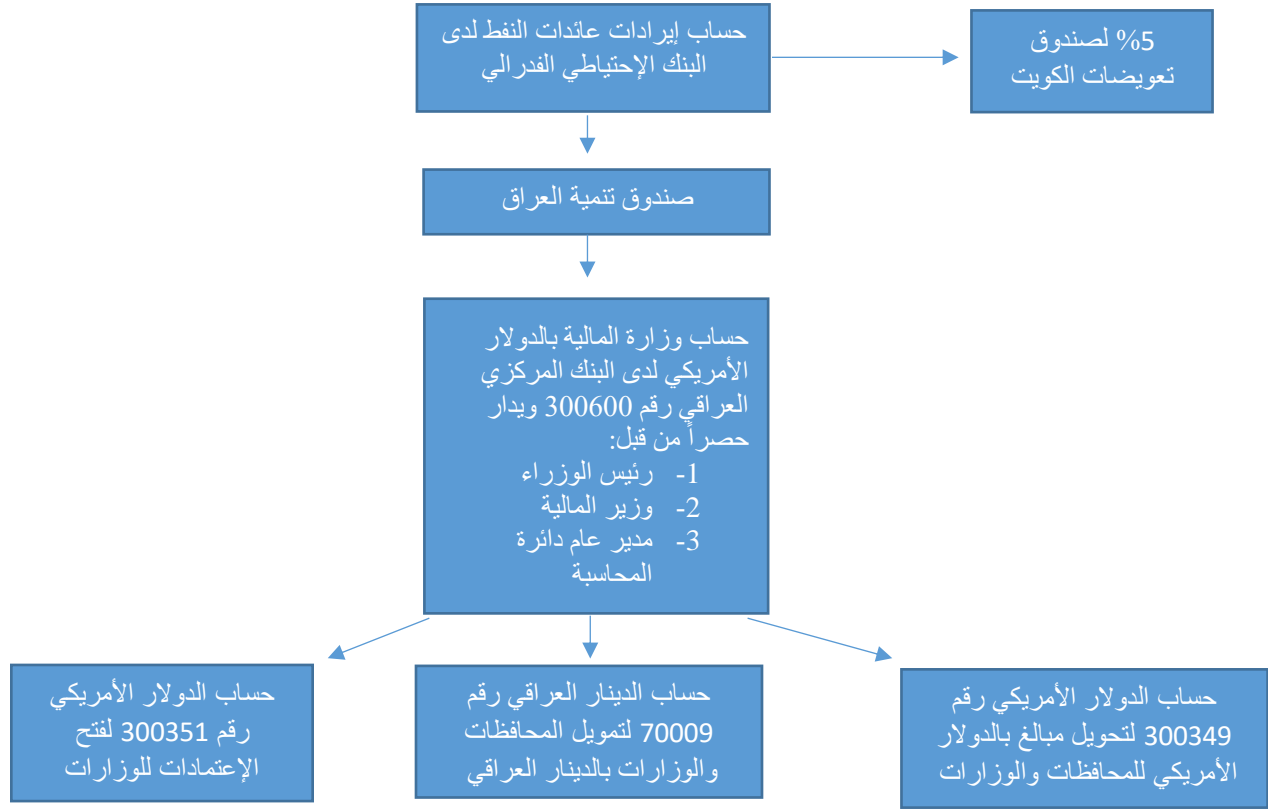 حساب إيرادات عائدات النفط لدى
البنك الإحتياطي الفدرالي
5% لصندوق
تعويضات الكويت
صندوق تنمية العراق
حساب وزارة المالية بالدولار
الأمريكي لدى البنك المركزي
العراقي رقم 300600 ويدار
حصراً من قبل:
1- رئيس الوزراء
2- وزير المالية
3- مدير عام دائرة
المحاسبة
حساب الدولار الأمريكي رقم
300349 لتحويل مبالغ بالدولار
الأمريكي للمحافظات والوزارات
حساب الدينار العراقي رقم
70009 لتمويل المحافظات
والوزارات بالدينار العراقي
حساب الدولار الأمريكي
رقم 300351 لفتح
الإعتمادات للوزارات